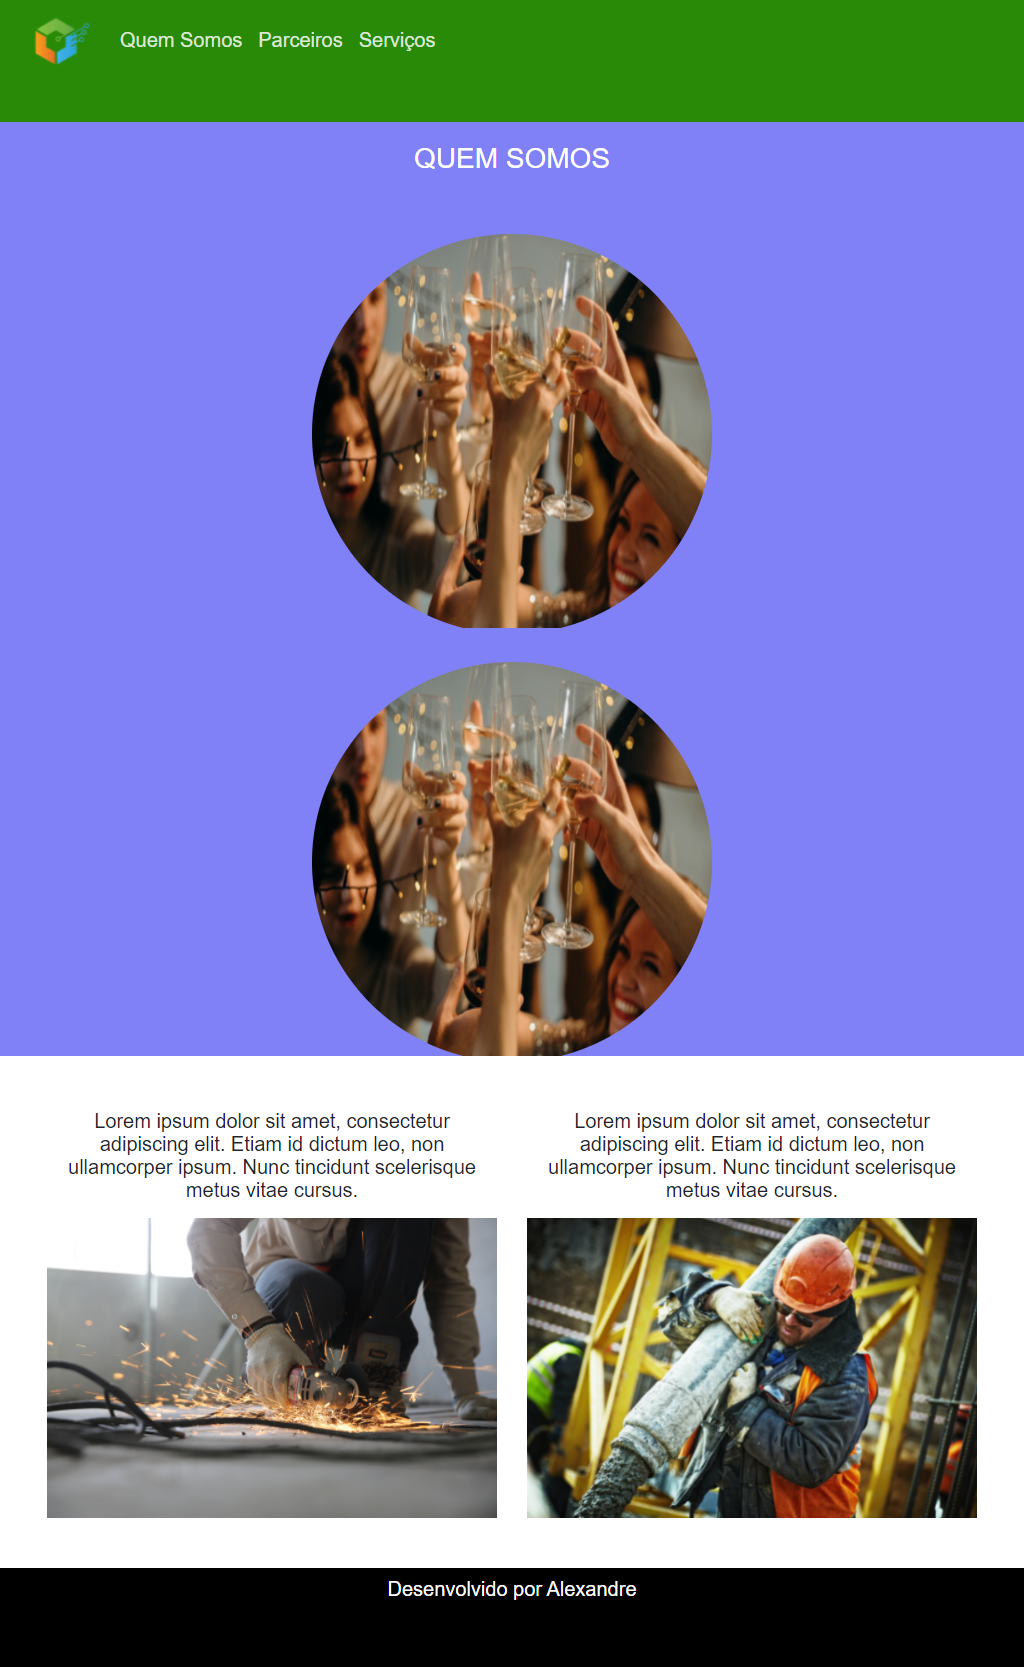 Quem Somos Parceiros Serviços
QUEM SOMOS
Lorem ipsum dolor sit amet, consectetur
adipiscing elit. Etiam id dictum leo, non
ullamcorper ipsum. Nunc tincidunt scelerisque
metus vitae cursus.
Lorem ipsum dolor sit amet, consectetur
adipiscing elit. Etiam id dictum leo, non
ullamcorper ipsum. Nunc tincidunt scelerisque
metus vitae cursus.
Desenvolvido por Alexandre